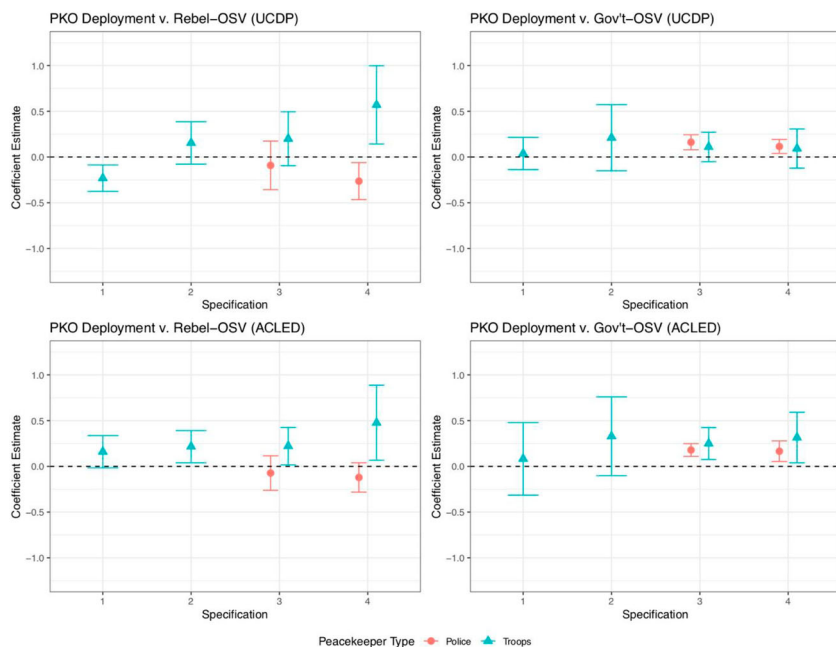 PKO Deployment v. Rebel-OSV (UCDP)
Coefficient Estimate
1.0
0.5
0.0
-0.5
-1.0
1 2 3 4
Specification
PKO Deployment v. Gov't-OSV (UCDP)
Coefficient Estimate
1.0
0.5
0.0
-0.5
-1.0
1 2 3 4
Specification
PKO Deployment v. Rebel-OSV (ACLED)
Coefficient Estimate
1.0
0.5
0.0
-0.5
-1.0
1 2 3 4
Specification
PKO Deployment v. Gov't-OSV (ACLED)
Coefficient Estimate
1.0
0.5
0.0
-0.5
-1.0
1 2 3 4
Specification
Peacekeeper Type Police Troops